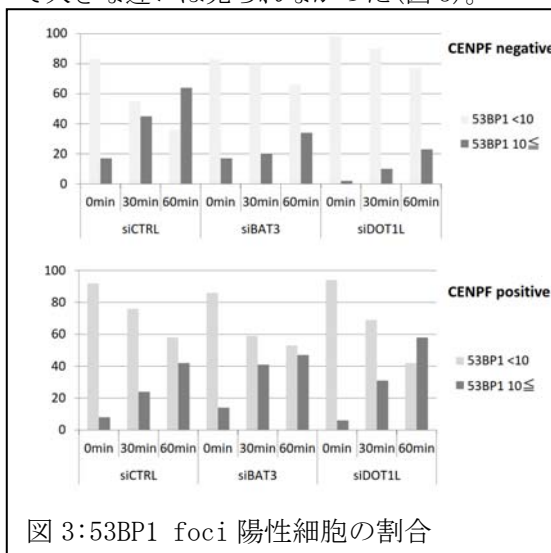 大きな違いは見られなかった
100
80
60
40
20
0
0min 30min 60min 0min 30min 60min 0min 30min 60min
siCTRL siBAT3 siDOT1L
CENPF negative
53BP1 <10
53BP1 10≦
100
80
60
40
20
0
0min 30min 60min 0min 30min 60min 0min 30min 60min
siCTRL siBAT3 siDOT1L
CENPF positive
53BP1 <10
53BP1 10≦
図 3:53BP1 foci 陽性細胞の割合